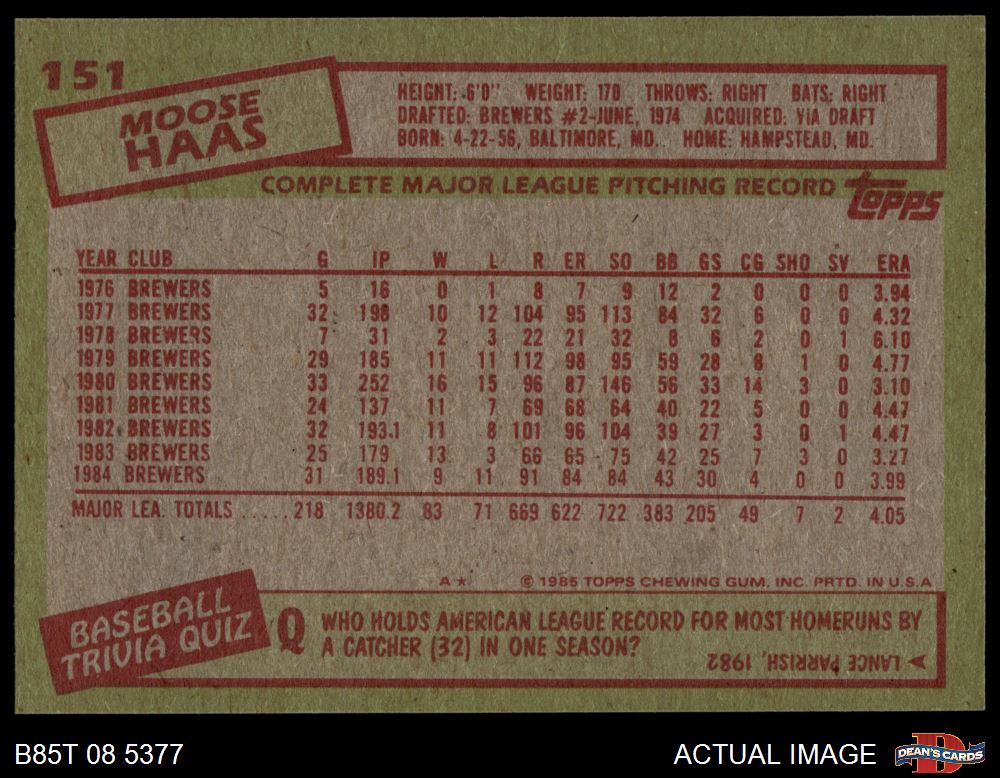 151
MOOSE
HAAS
HEIGHT: 6'0" WEIGHT: 170 THROWS: RIGHT BATS: RIGHT
DRAFTED: BREWERS #2-JUNE, 1974 ACQUIRED: VIA DRAFT
BORN: 4-22-56, BALTIMORE, MD. HOME: HAMPSTEAD, MD.
COMPLETE MAJOR LEAGUE PITCHING RECORD
TOPPS
YEAR CLUB G IP W L R ER SO BB GS CG SHO SV ERA
1976 BREWERS 5 16 0 1 8 7 9 12 2 0 0 0 3.94
1977 BREWERS 32 198 10 12 104 95 113 84 32 6 0 0 4.32
1978 BREWERS 7 31 2 3 22 21 32 8 6 2 0 1 6.10
1979 BREWERS 29 185 11 11 112 98 95 59 28 8 1 0 4.77
1980 BREWERS 33 252 16 15 96 87 146 56 33 14 3 0 3.10
1981 BREWERS 24 137 11 7 69 68 64 40 22 5 0 0 4.47
1982 BREWERS 32 193.1 11 8 101 96 104 39 27 3 0 1 4.47
1983 BREWERS 25 179 13 3 66 65 75 42 25 7 3 0 3.27
1984 BREWERS 31 189.1 9 11 91 84 84 43 30 4 0 0 3.99
MAJOR LEA. TOTALS ..... 218 1380.2 83 71 669 622 722 383 205 49 7 2 4.05
A ★ © 1985 TOPPS CHEWING GUM, INC. PRTD. IN U.S.A
BASEBALL
TRIVIA QUIZ
Q WHO HOLDS AMERICAN LEAGUE RECORD FOR MOST HOMERUNS BY
A CATCHER (32) IN ONE SEASON?
LANCE PARRISH, 1982
B85T 08 5377
ACTUAL IMAGE
D
DEAN'S CARDS